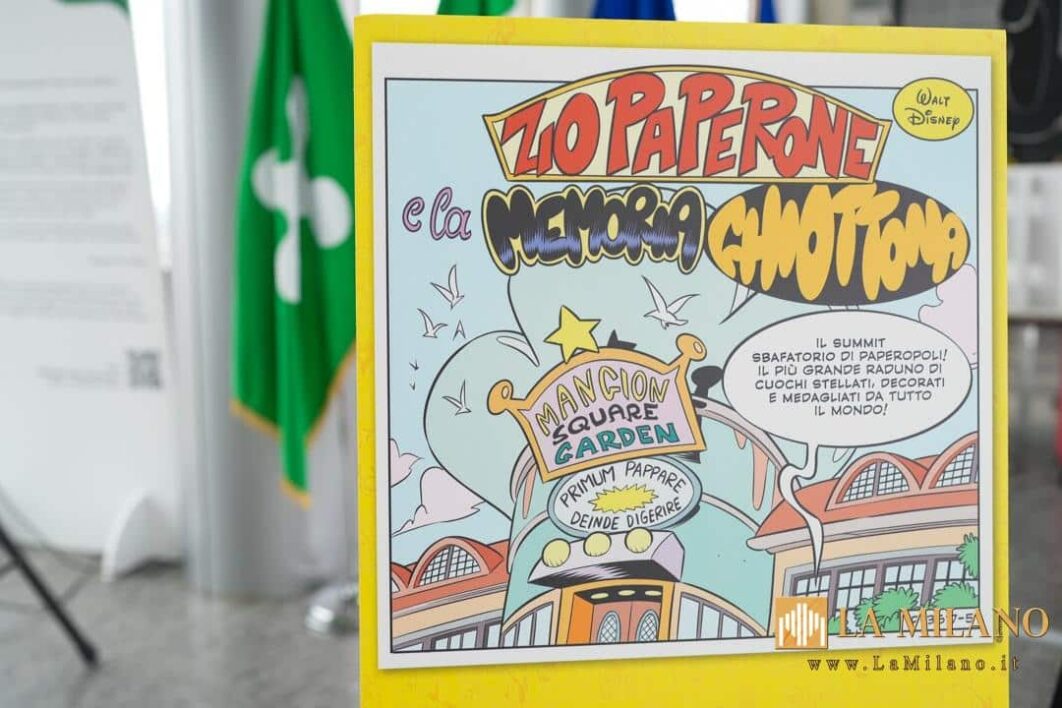 WALT
DISNEY
ZIO PAPERONE
e la MEMORIA GHIOTTONA
IL SUMMIT
SBAFATORIO DI PAPEROPOLI!
IL PIÙ GRANDE RADUNO DI
CUOCHI STELLATI, DECORATI
E MEDAGLIATI DA TUTTO
IL MONDO!
MANGION
SQUARE
GARDEN
PRIMUM PAPPARE
DEINDE DIGERIRE
LA MILANO
www.LaMilano.it